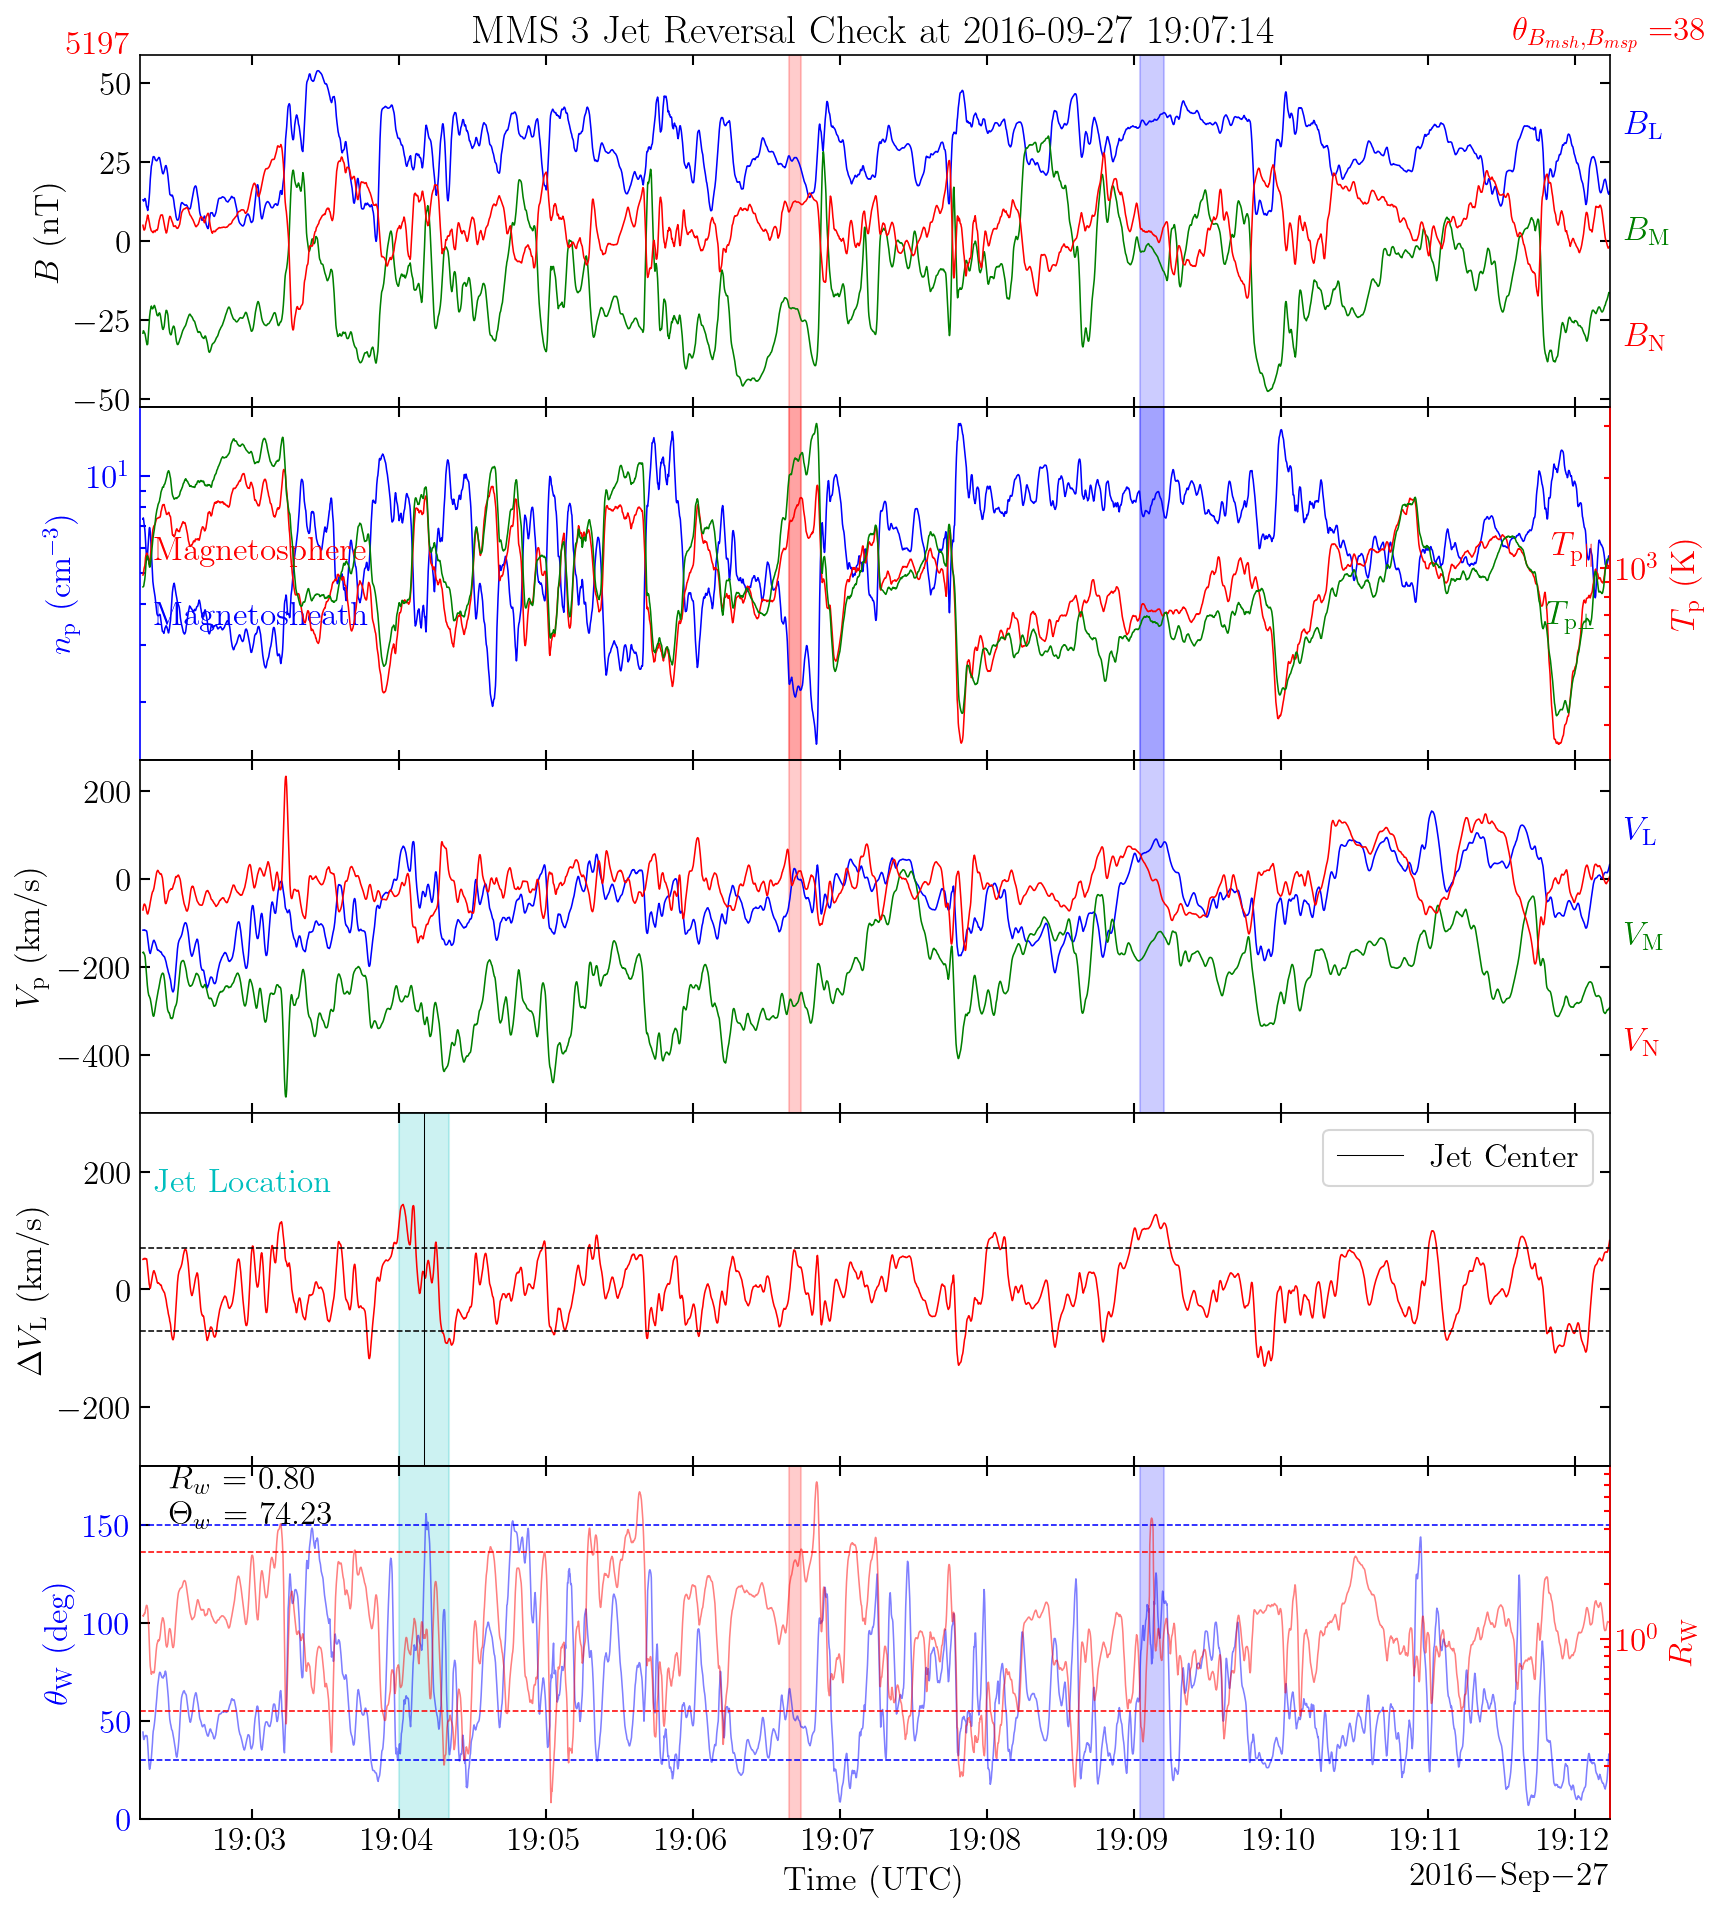 MMS 3 Jet Reversal Check at 2016-09-27 19:07:14
5197
θ_{B_{msh},B_{msp}} =38
50
25
0
−25
−50
B (nT)
B_L
B_M
B_N
10^1
n_p (cm^{−3})
Magnetosphere
Magnetosheath
T_{p∥}
T_{p⊥}
10^3
T_p (K)
200
0
−200
−400
V_p (km/s)
V_L
V_M
V_N
200
0
−200
ΔV_L (km/s)
Jet Location
Jet Center
R_w = 0.80
Θ_w = 74.23
150
100
50
0
θ_W (deg)
10^0
R_W
19:03 19:04 19:05 19:06 19:07 19:08 19:09 19:10 19:11 19:12
Time (UTC)
2016−Sep−27